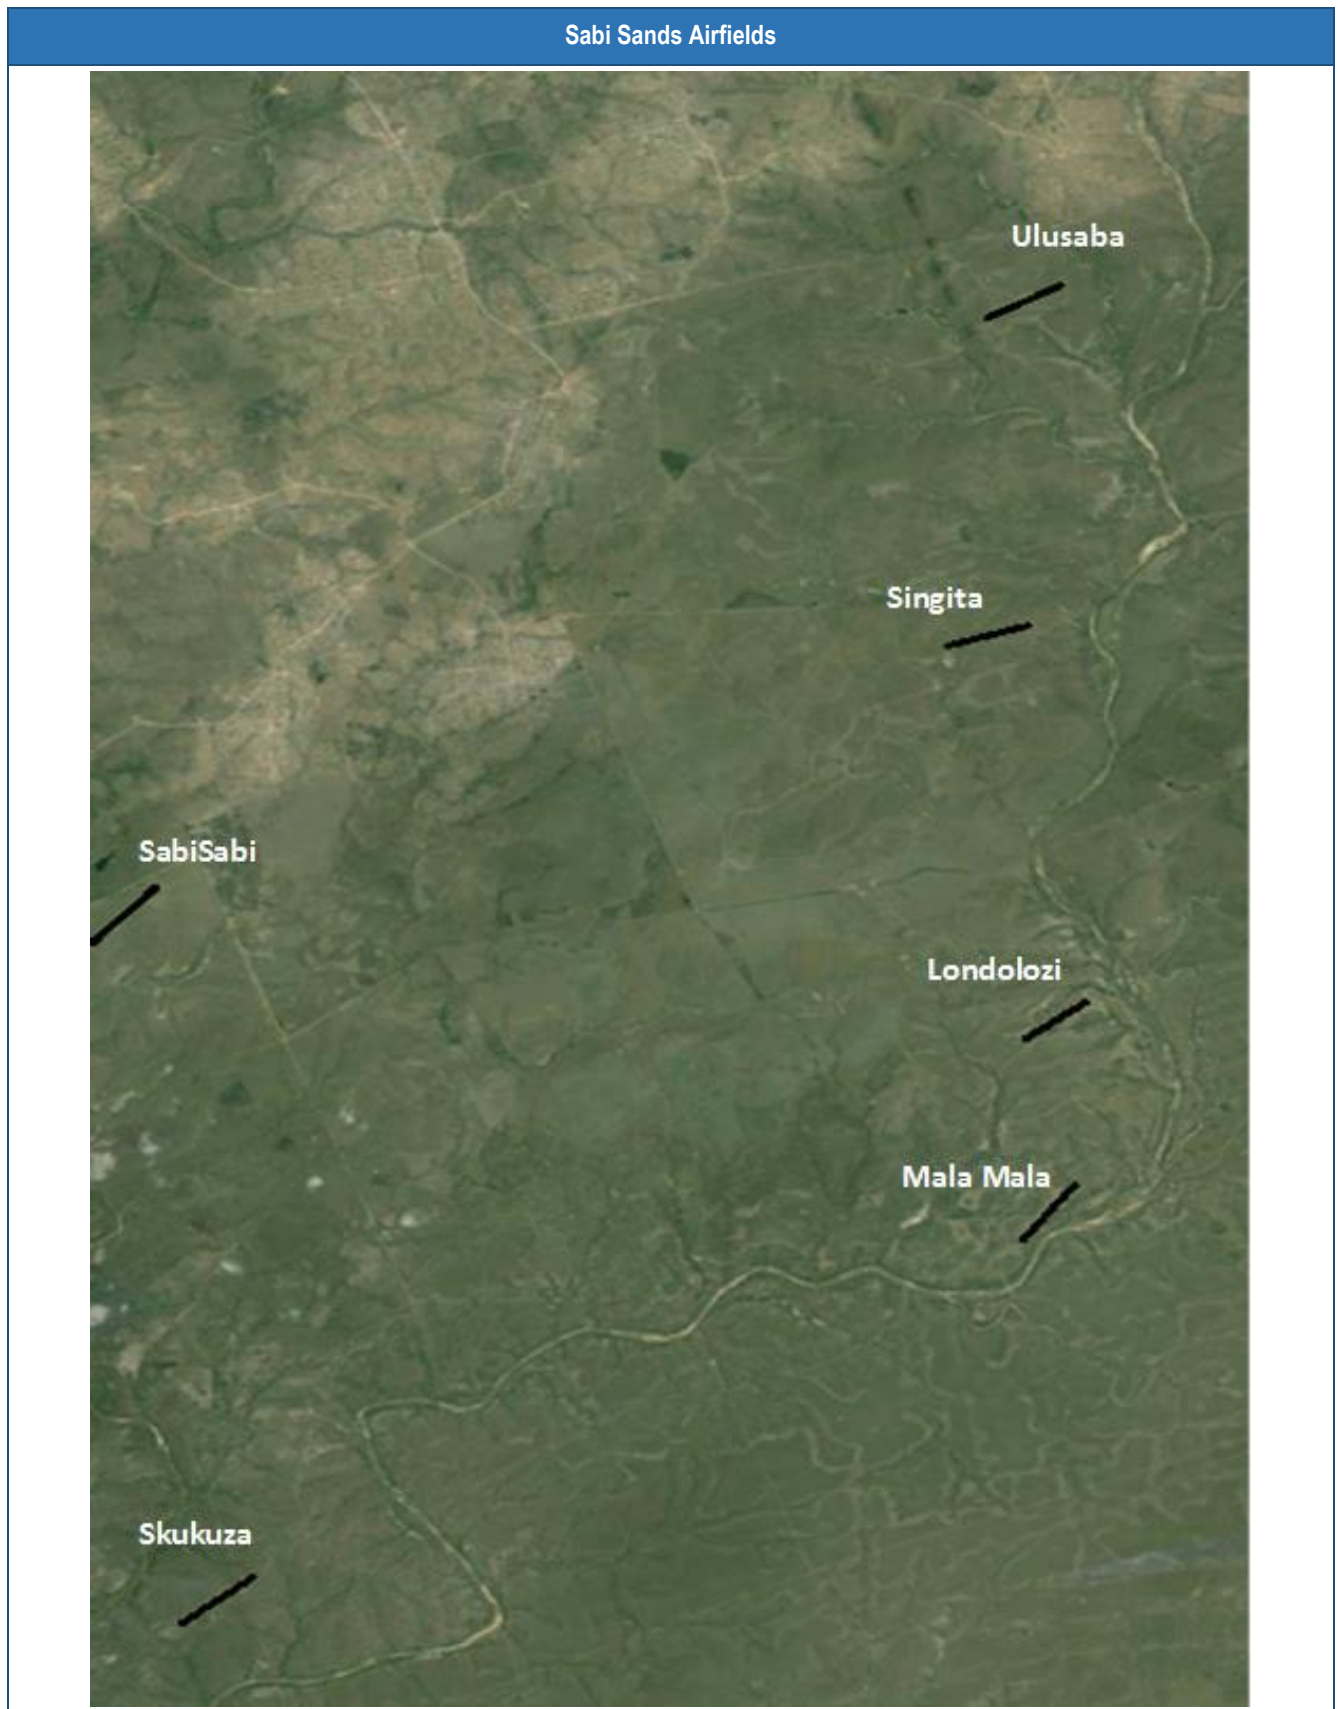 Sabi Sands Airfields
Ulusaba
Singita
SabiSabi
Londolozi
Mala Mala
Skukuza